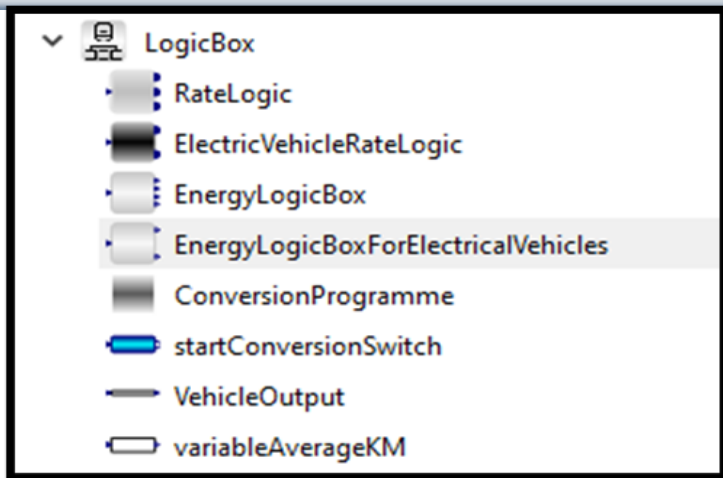 LogicBox
RateLogic
ElectricVehicleRateLogic
EnergyLogicBox
EnergyLogicBoxForElectricalVehicles
ConversionProgramme
startConversionSwitch
VehicleOutput
variableAverageKM